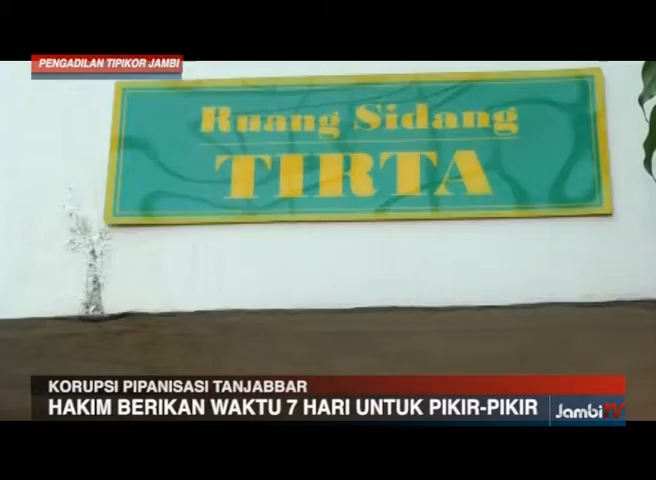 PENGADILAN TIPIKOR JAMBI
Ruang Sidang
TIRTA
KORUPSI PIPANISASI TANJABBAR
HAKIM BERIKAN WAKTU 7 HARI UNTUK PIKIR-PIKIR
JambiTV